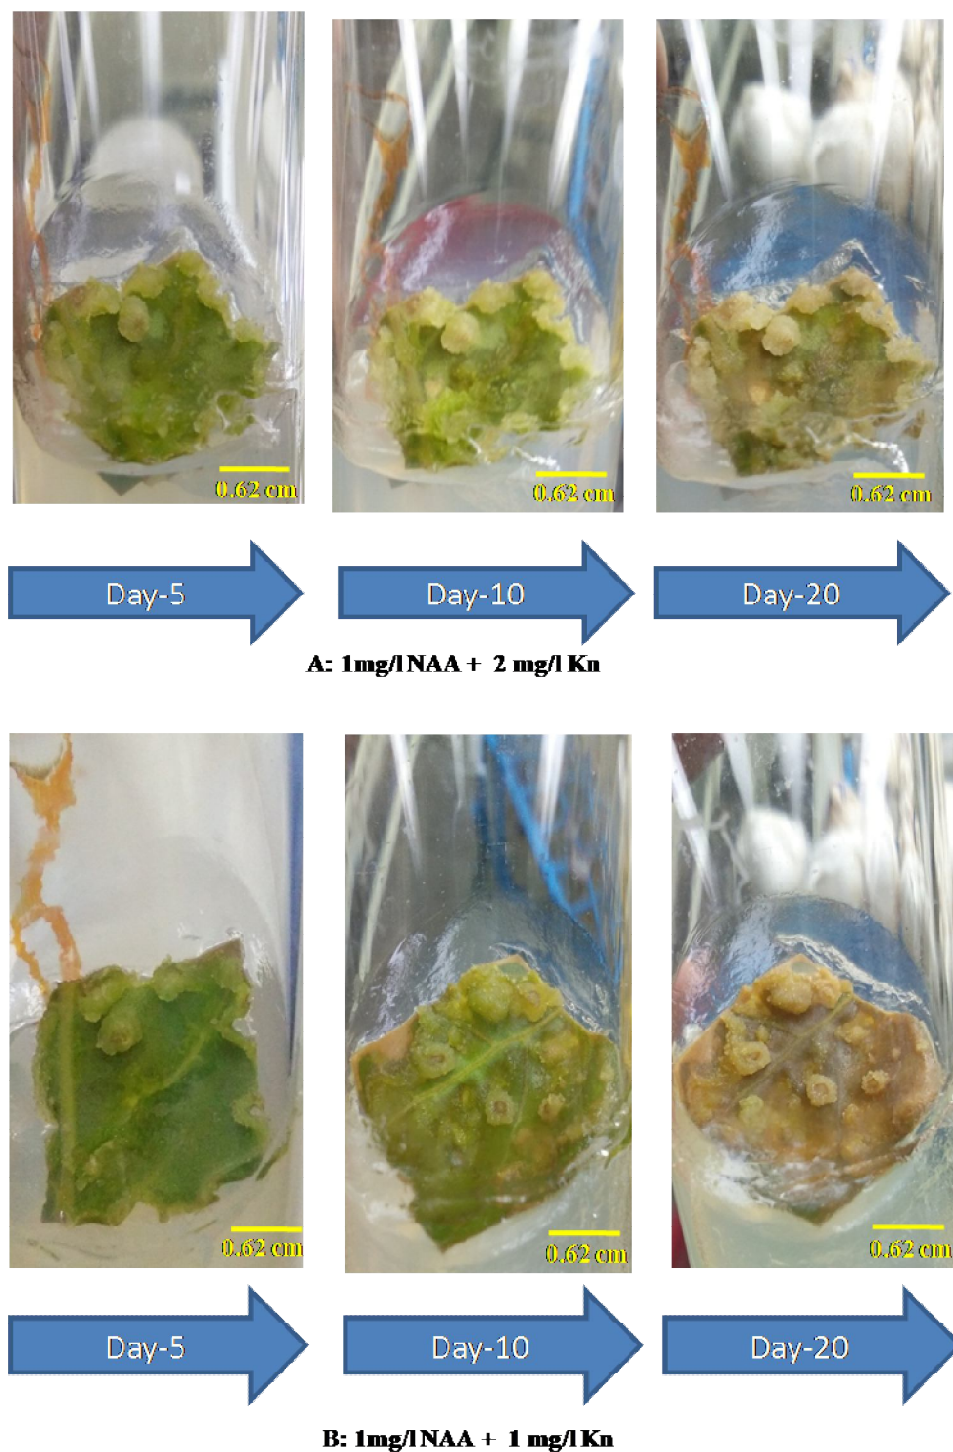 0.62 cm
0.62 cm
0.62 cm
Day-5
Day-10
Day-20
A: 1mg/l NAA + 2 mg/l Kn
0.62 cm
0.62 cm
0.62 cm
Day-5
Day-10
Day-20
B: 1mg/l NAA + 1 mg/l Kn